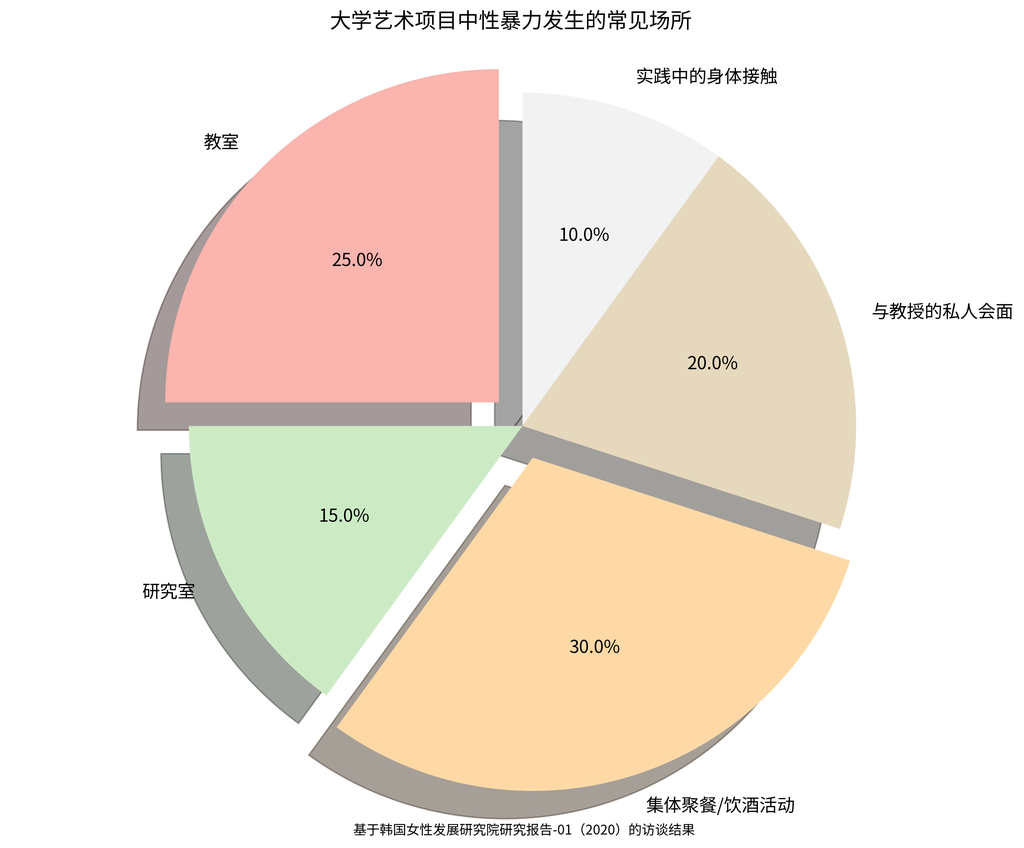 大学艺术项目中性暴力发生的常见场所
实践中的身体接触
教室
10.0%
25.0%
与教授的私人会面
20.0%
15.0%
研究室
30.0%
集体聚餐/饮酒活动
基于韩国女性发展研究院研究报告-01（2020）的访谈结果